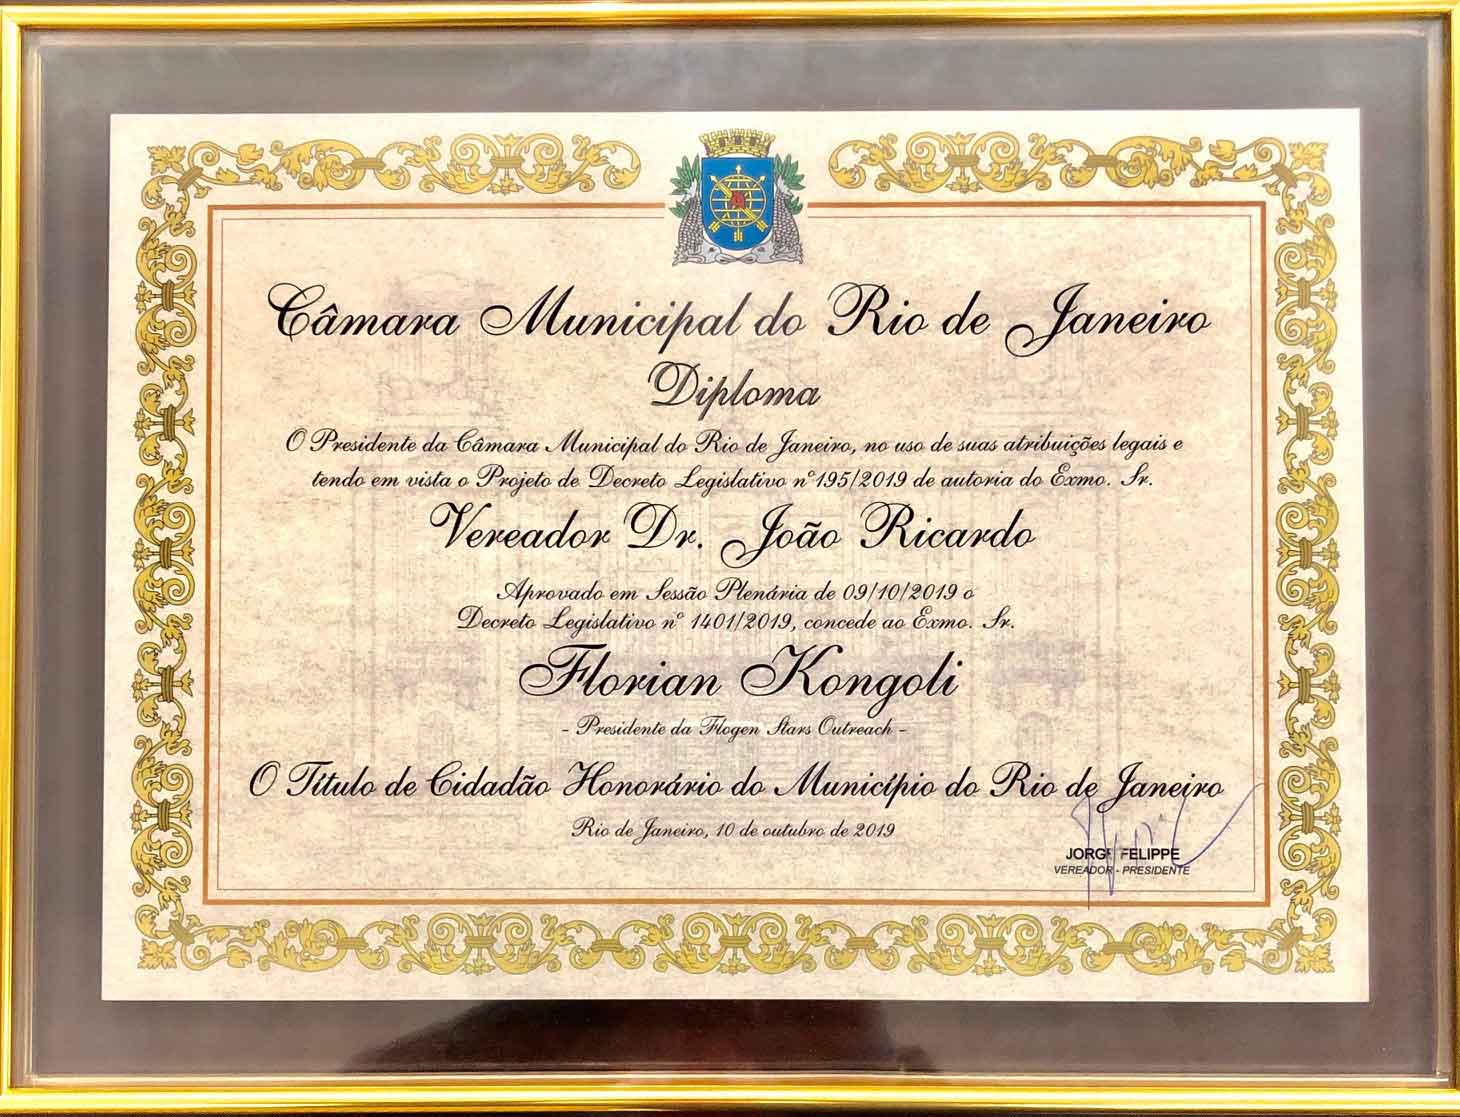 Câmara Municipal do Rio de Janeiro
Diploma
O Presidente da Câmara Municipal do Rio de Janeiro, no uso de suas atribuições legais e
tendo em vista o Projeto de Decreto Legislativo nº195/2019 de autoria do Exmo. Sr.
Vereador Dr. João Ricardo
Aprovado em Sessão Plenária de 09/10/2019 o
Decreto Legislativo nº 1401/2019, concede ao Exmo. Sr.
Florian Kongoli
- Presidente da Flogen Stars Outreach -
O Título de Cidadão Honorário do Município do Rio de Janeiro
Rio de Janeiro, 10 de outubro de 2019
JORGE FELIPPE
VEREADOR - PRESIDENTE